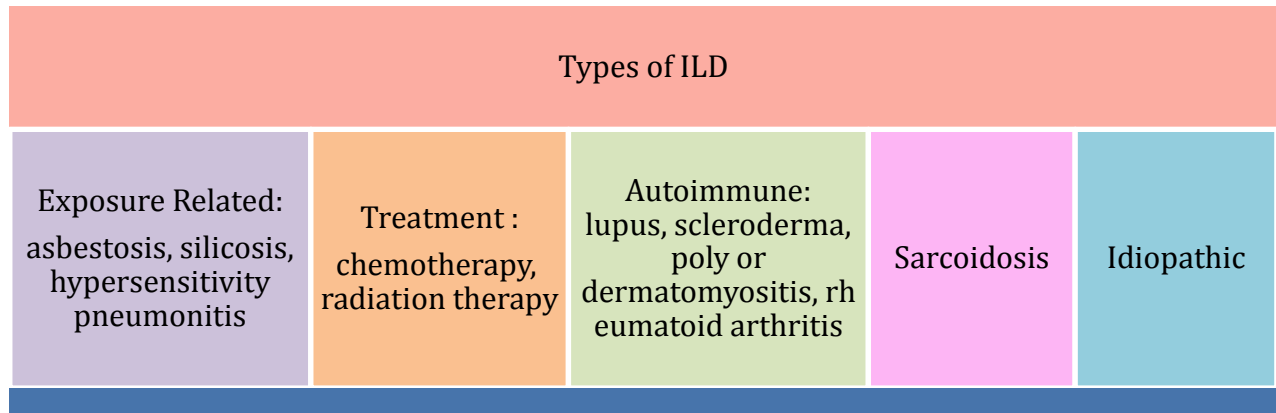 Types of ILD
Exposure Related:
asbestosis, silicosis,
hypersensitivity
pneumonitis
Treatment :
chemotherapy,
radiation therapy
Autoimmune:
lupus, scleroderma,
poly or
dermatomyositis, rh
eumatoid arthritis
Sarcoidosis
Idiopathic